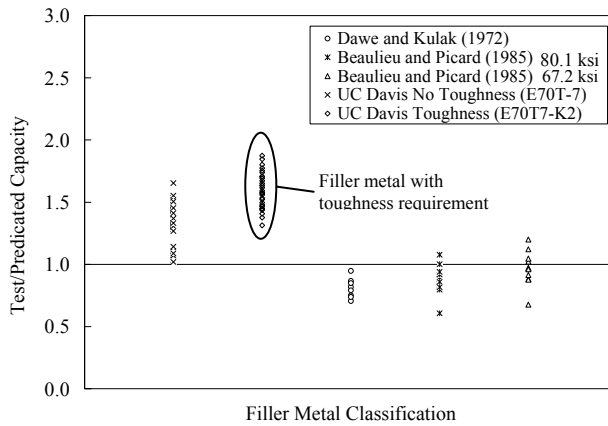 3.0
2.5
2.0
1.5
1.0
0.5
0.0
Test/Predicated Capacity
Dawe and Kulak (1972)
Beaulieu and Picard (1985) 80.1 ksi
Beaulieu and Picard (1985) 67.2 ksi
UC Davis No Toughness (E70T-7)
UC Davis Toughness (E70T7-K2)
Filler metal with
toughness requirement
Filler Metal Classification